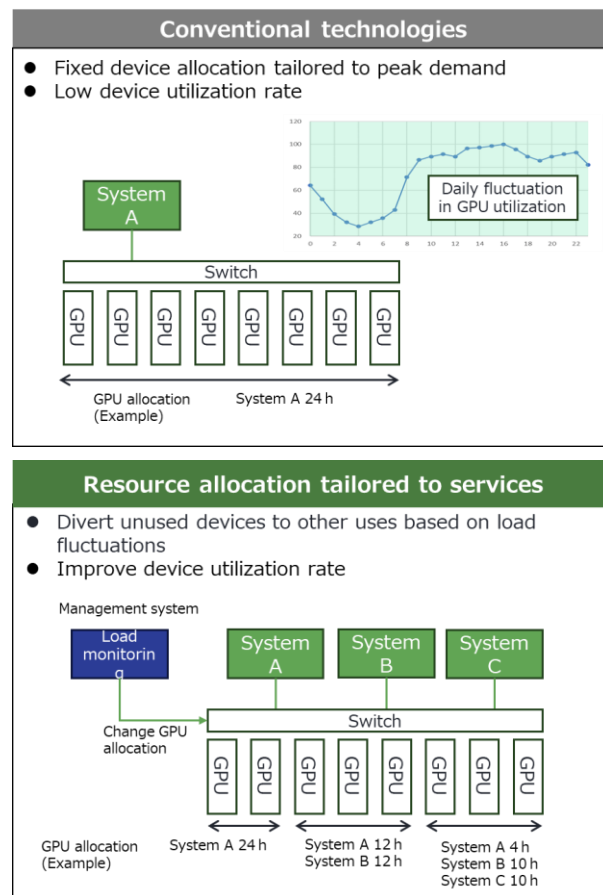 Conventional technologies
● Fixed device allocation tailored to peak demand
● Low device utilization rate
120
100
80
60
40
20
0 2 4 6 8 10 12 14 16 18 20 22
Daily fluctuation
in GPU utilization
System
A
Switch
GPU GPU GPU GPU GPU GPU GPU GPU
GPU allocation
(Example)
System A 24 h
Resource allocation tailored to services
● Divert unused devices to other uses based on load
fluctuations
● Improve device utilization rate
Management system
Load
monitorin
g
System
A
System
B
System
C
Switch
Change GPU
allocation
GPU GPU GPU GPU GPU GPU GPU GPU
GPU allocation
(Example)
System A 24 h
System A 12 h
System B 12 h
System A 4 h
System B 10 h
System C 10 h